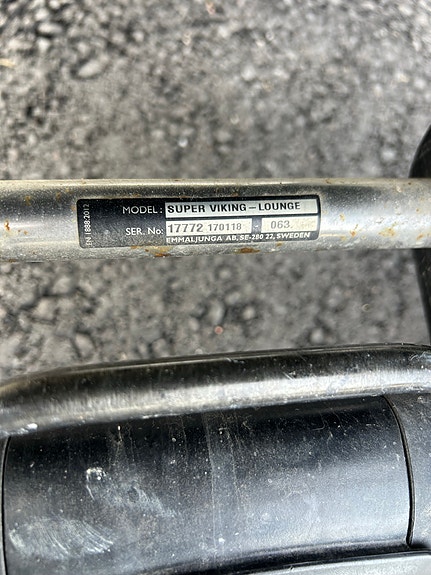 EN 1888:2012
MODEL: SUPER VIKING – LOUNGE
SER. No: 17772 170118 - 063
EMMALJUNGA AB, SE-280 22, SWEDEN